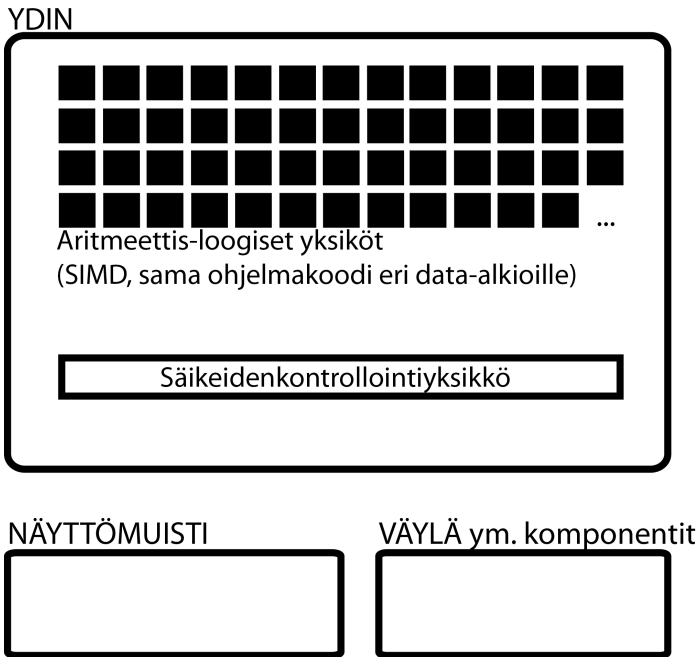 YDIN
...
Aritmeettis-loogiset yksiköt
(SIMD, sama ohjelmakoodi eri data-alkioille)
Säikeidenkontrollointiyksikkö
NÄYTTÖMUISTI
VÄYLÄ ym. komponentit